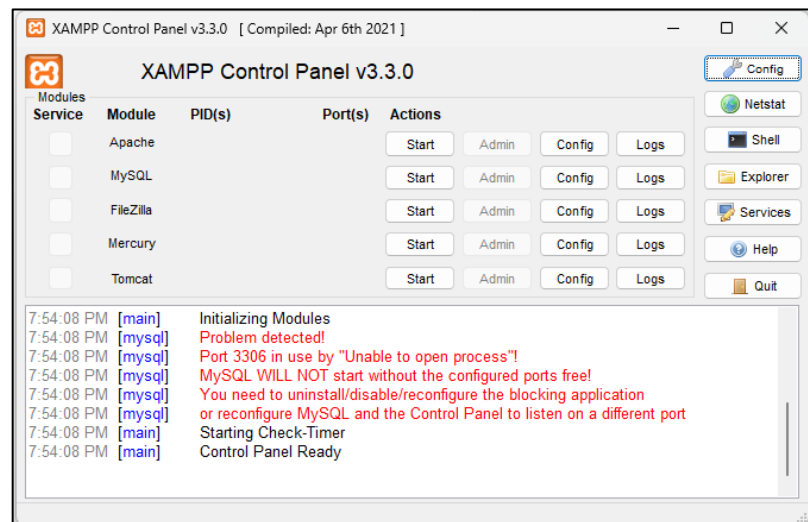 XAMPP Control Panel v3.3.0 [ Compiled: Apr 6th 2021 ]
XAMPP Control Panel v3.3.0
Config
Modules
Service Module PID(s) Port(s) Actions
Netstat
Apache Start Admin Config Logs
Shell
MySQL Start Admin Config Logs
Explorer
FileZilla Start Admin Config Logs
Services
Mercury Start Admin Config Logs
Help
Tomcat Start Admin Config Logs
Quit
7:54:08 PM [main] Initializing Modules
7:54:08 PM [mysql] Problem detected!
7:54:08 PM [mysql] Port 3306 in use by "Unable to open process"!
7:54:08 PM [mysql] MySQL WILL NOT start without the configured ports free!
7:54:08 PM [mysql] You need to uninstall/disable/reconfigure the blocking application
7:54:08 PM [mysql] or reconfigure MySQL and the Control Panel to listen on a different port
7:54:08 PM [main] Starting Check-Timer
7:54:08 PM [main] Control Panel Ready